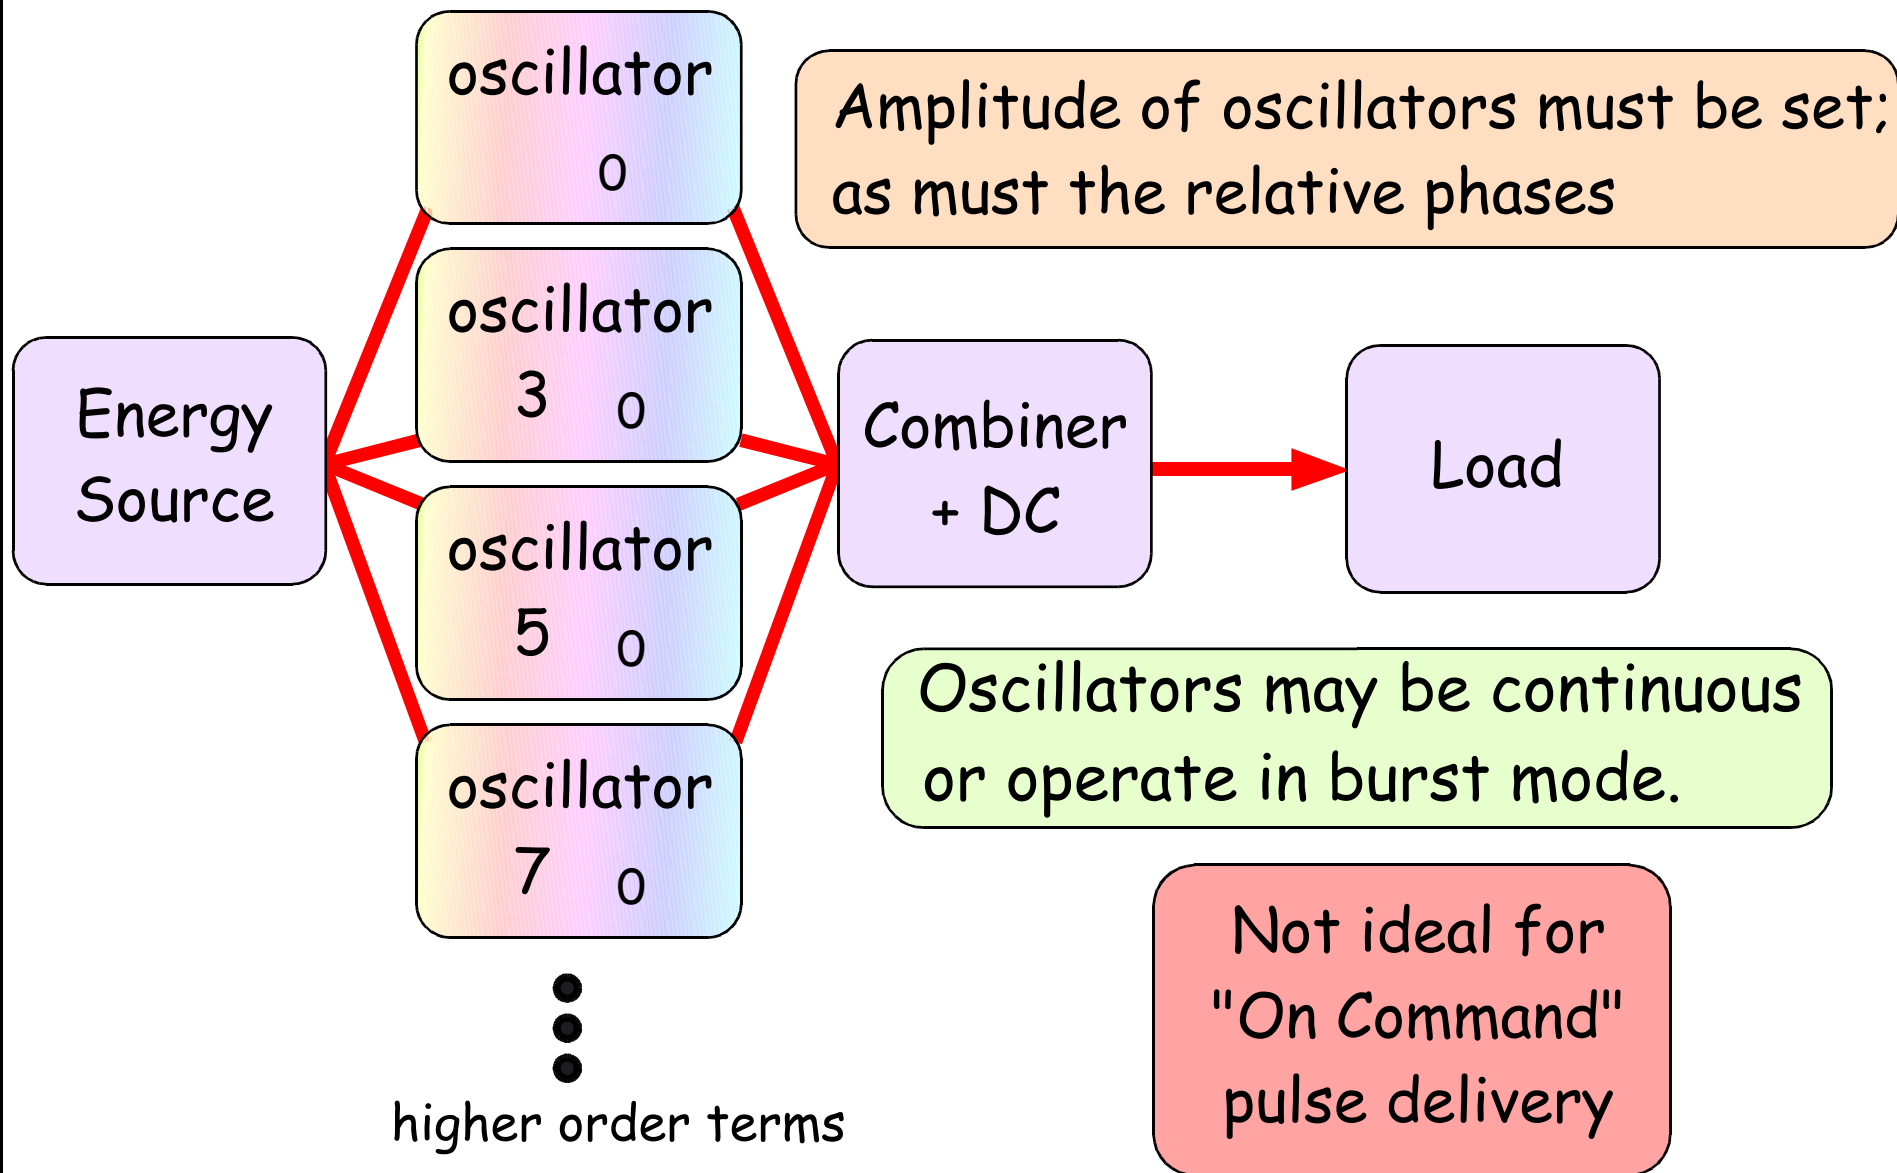 oscillator
0
Amplitude of oscillators must be set;
as must the relative phases
oscillator
3 0
Energy
Source
Combiner
+ DC
Load
oscillator
5 0
Oscillators may be continuous
or operate in burst mode.
oscillator
7 0
Not ideal for
"On Command"
pulse delivery
higher order terms